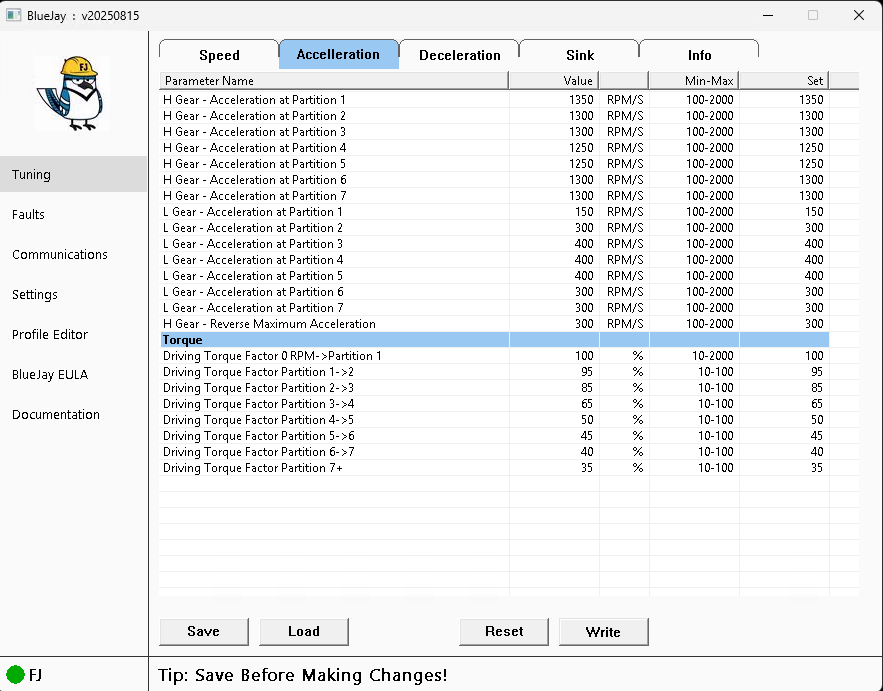 BlueJay : v20250815
FJ
Tuning
Faults
Communications
Settings
Profile Editor
BlueJay EULA
Documentation
Speed Accelleration Deceleration Sink Info
Parameter Name Value Min-Max Set
H Gear - Acceleration at Partition 1 1350 RPM/S 100-2000 1350
H Gear - Acceleration at Partition 2 1300 RPM/S 100-2000 1300
H Gear - Acceleration at Partition 3 1300 RPM/S 100-2000 1300
H Gear - Acceleration at Partition 4 1250 RPM/S 100-2000 1250
H Gear - Acceleration at Partition 5 1250 RPM/S 100-2000 1250
H Gear - Acceleration at Partition 6 1300 RPM/S 100-2000 1300
H Gear - Acceleration at Partition 7 1300 RPM/S 100-2000 1300
L Gear - Acceleration at Partition 1 150 RPM/S 100-2000 150
L Gear - Acceleration at Partition 2 300 RPM/S 100-2000 300
L Gear - Acceleration at Partition 3 400 RPM/S 100-2000 400
L Gear - Acceleration at Partition 4 400 RPM/S 100-2000 400
L Gear - Acceleration at Partition 5 400 RPM/S 100-2000 400
L Gear - Acceleration at Partition 6 300 RPM/S 100-2000 300
L Gear - Acceleration at Partition 7 300 RPM/S 100-2000 300
H Gear - Reverse Maximum Acceleration 300 RPM/S 100-2000 300
Torque
Driving Torque Factor 0 RPM->Partition 1 100 % 10-2000 100
Driving Torque Factor Partition 1->2 95 % 10-100 95
Driving Torque Factor Partition 2->3 85 % 10-100 85
Driving Torque Factor Partition 3->4 65 % 10-100 65
Driving Torque Factor Partition 4->5 50 % 10-100 50
Driving Torque Factor Partition 5->6 45 % 10-100 45
Driving Torque Factor Partition 6->7 40 % 10-100 40
Driving Torque Factor Partition 7+ 35 % 10-100 35
Save Load Reset Write
FJ Tip: Save Before Making Changes!